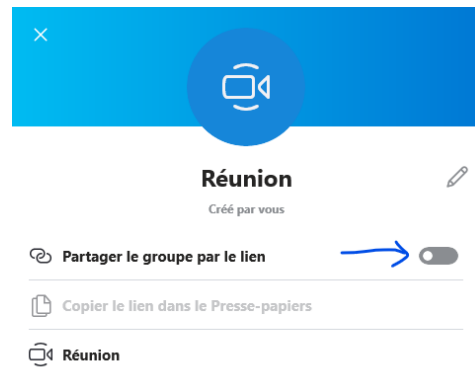 Réunion
Créé par vous
Partager le groupe par le lien
Copier le lien dans le Presse-papiers
Réunion